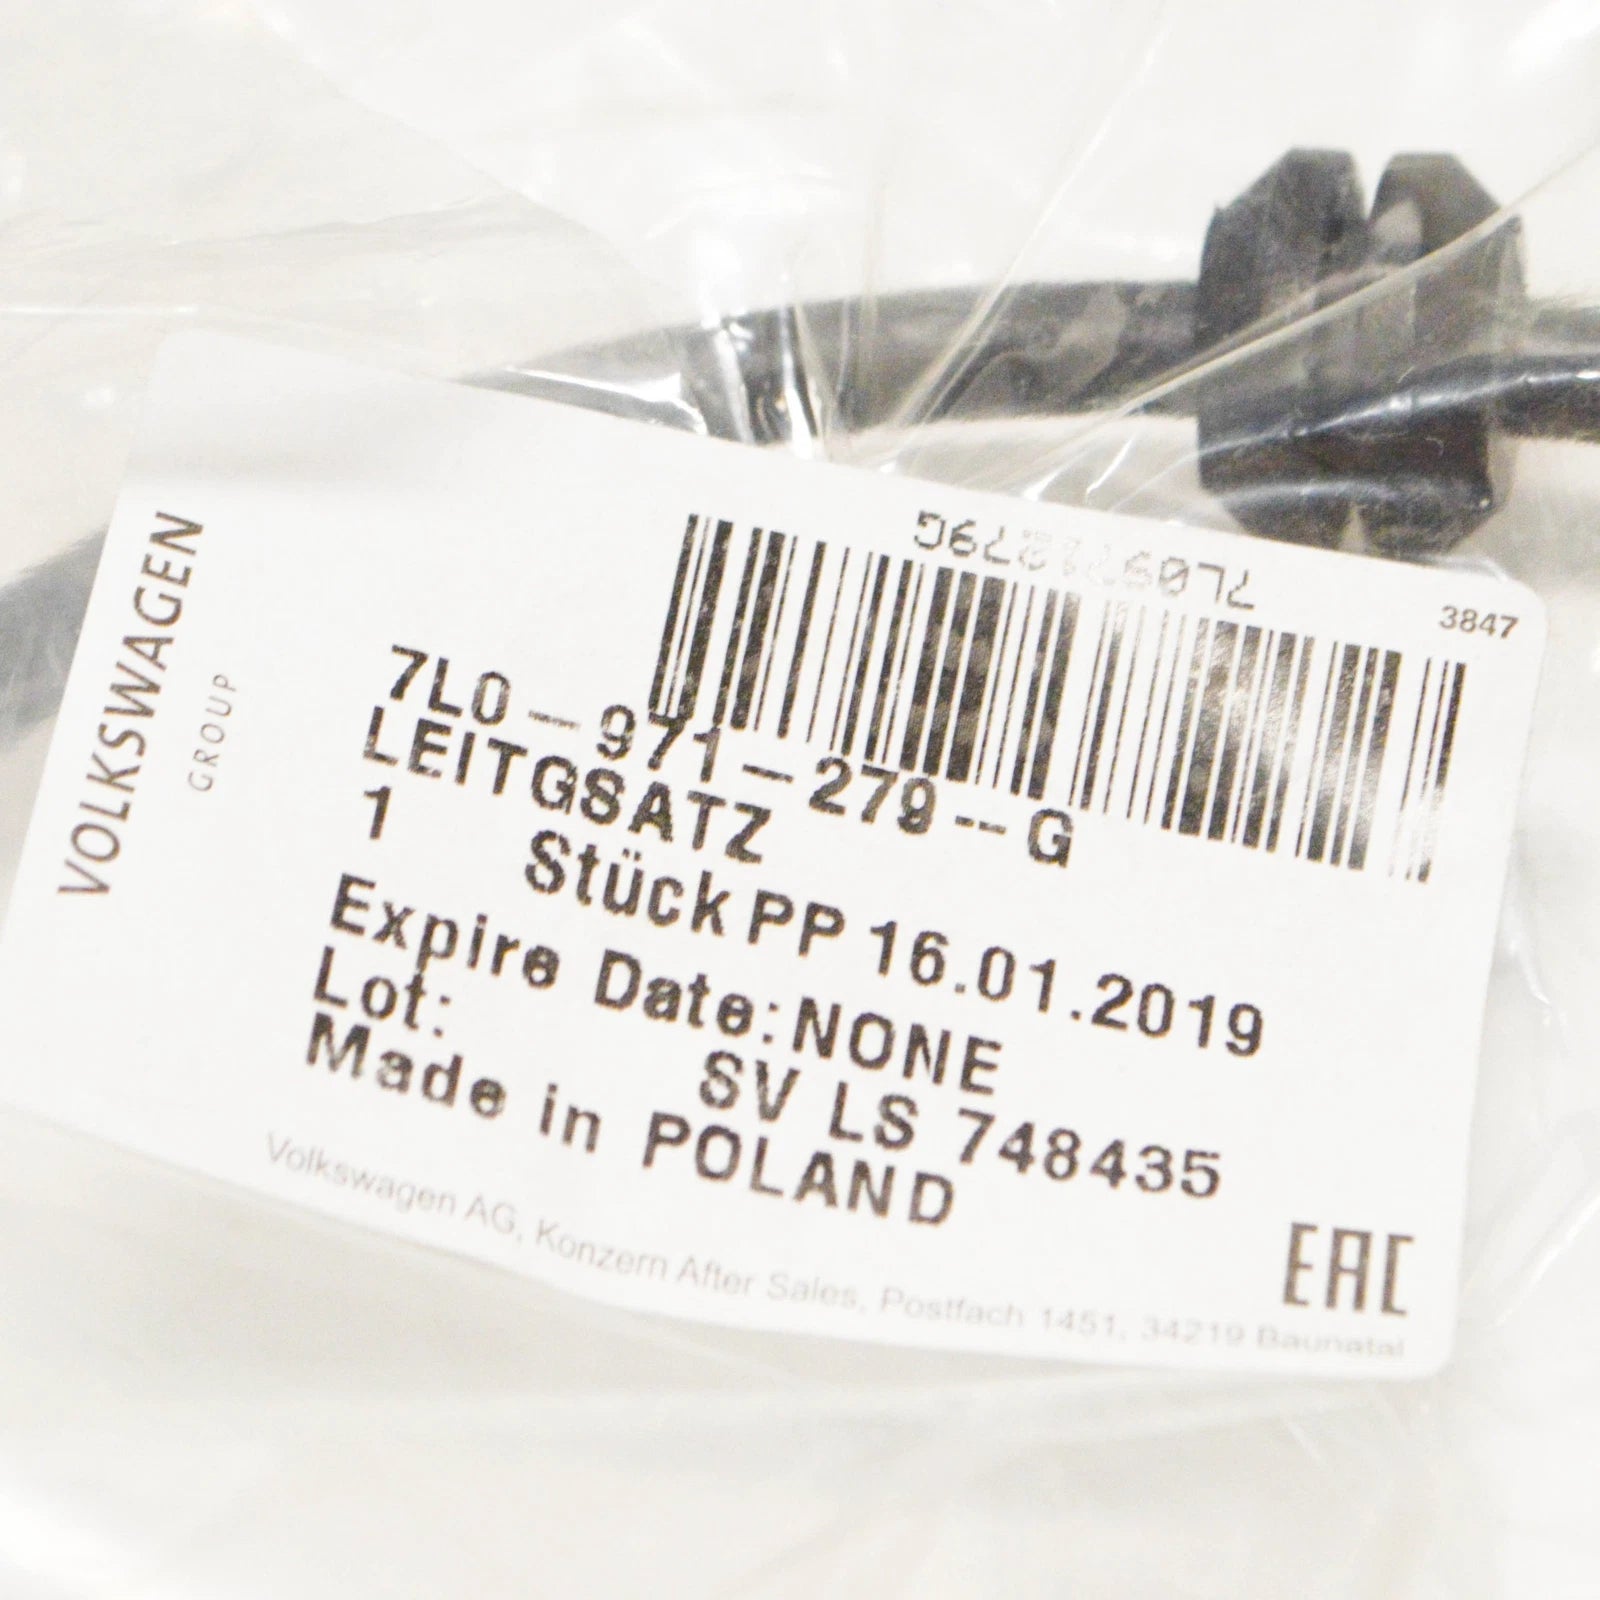 VOLKSWAGEN
GROUP
7L0971279G
3847
7L0-971-279-G
LEITGSATZ
1 Stück PP 16.01.2019
Expire Date:NONE
Lot: SV LS 748435
Made in POLAND
Volkswagen AG, Konzern After Sales, Postfach 1451, 34219 Baunatal
EAC